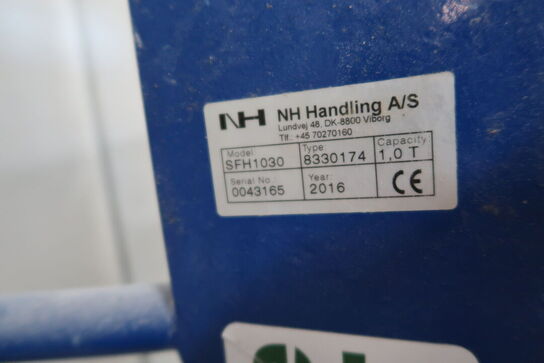 NH NH Handling A/S
Lundvej 48, DK-8800 Viborg
Tlf.: +45 70270160
Model: Type Capacity
SFH1030 8330174 1,0 T
Serial No.: Year:
0043165 2016 CE